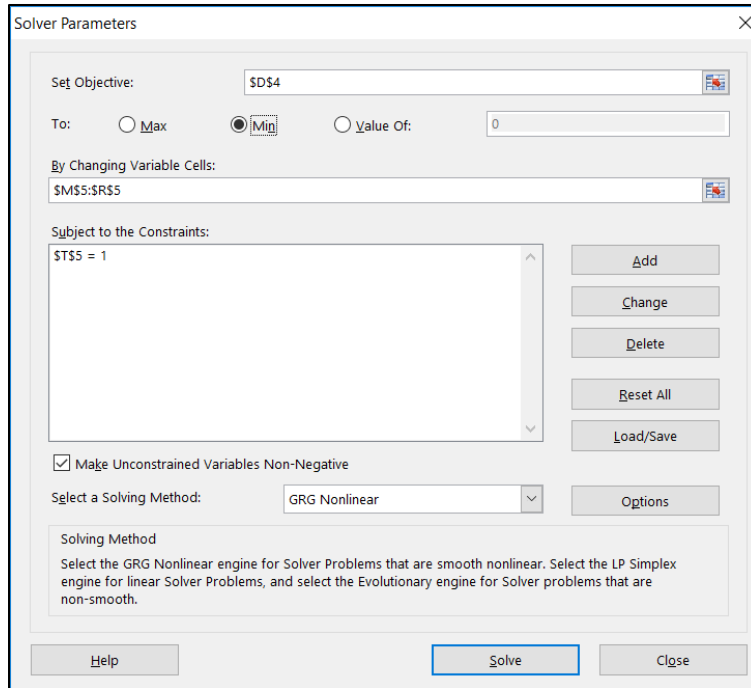 Solver Parameters
Set Objective: $D$4
To: Max Min Value Of: 0
By Changing Variable Cells:
$M$5:$R$5
Subject to the Constraints:
$T$5 = 1
Add
Change
Delete
Reset All
Load/Save
Make Unconstrained Variables Non-Negative
Select a Solving Method: GRG Nonlinear Options
Solving Method
Select the GRG Nonlinear engine for Solver Problems that are smooth nonlinear. Select the LP Simplex
engine for linear Solver Problems, and select the Evolutionary engine for Solver problems that are
non-smooth.
Help Solve Close